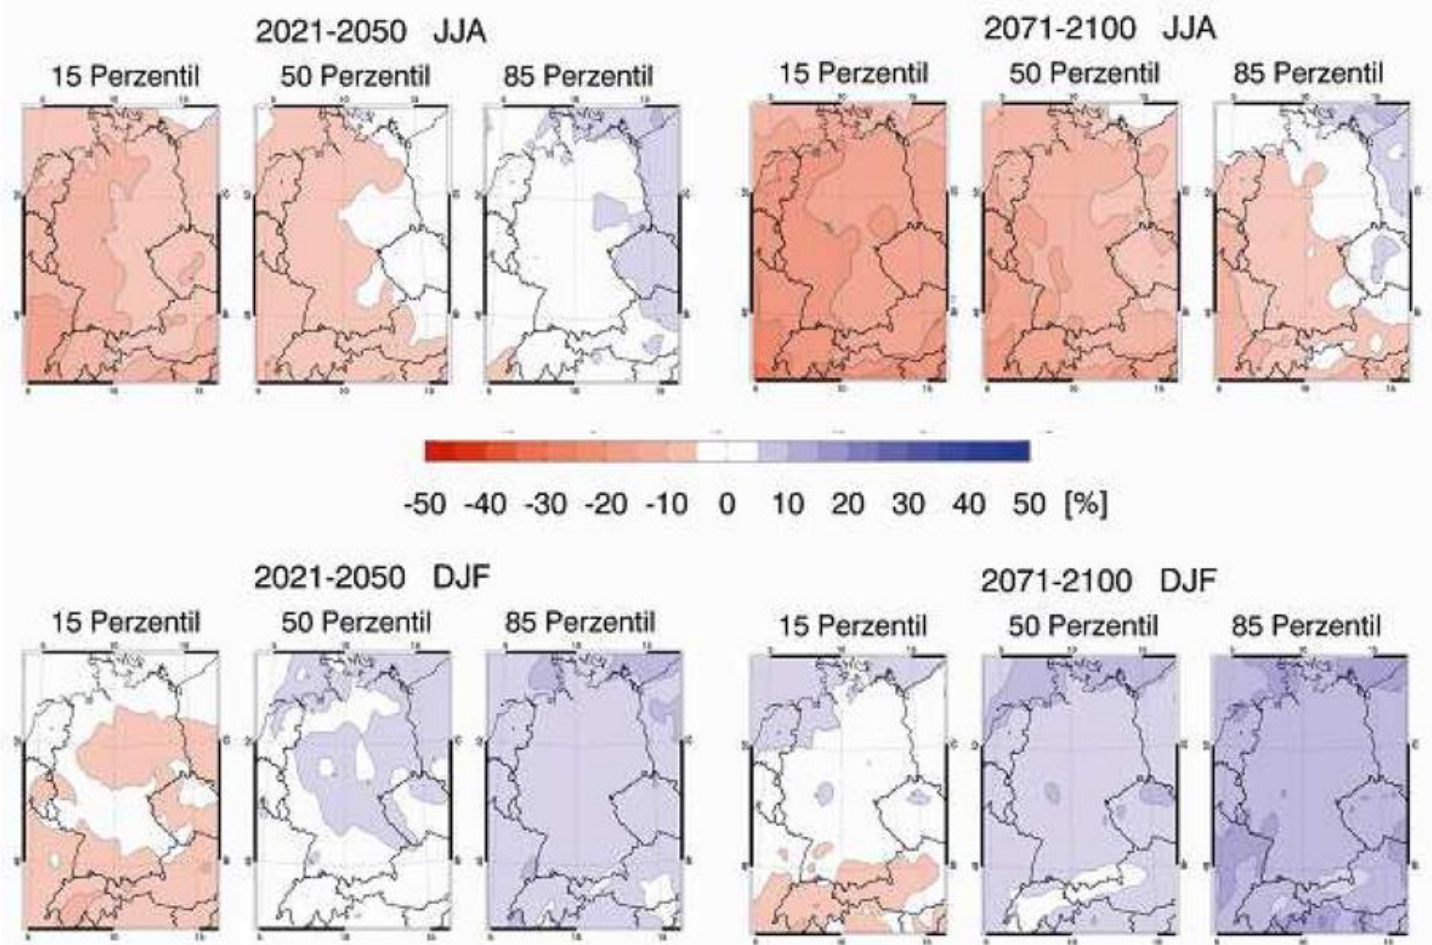 2021-2050 JJA
2071-2100 JJA
15 Perzentil 50 Perzentil 85 Perzentil
15 Perzentil 50 Perzentil 85 Perzentil
-50 -40 -30 -20 -10 0 10 20 30 40 50 [%]
2021-2050 DJF
2071-2100 DJF
15 Perzentil 50 Perzentil 85 Perzentil
15 Perzentil 50 Perzentil 85 Perzentil